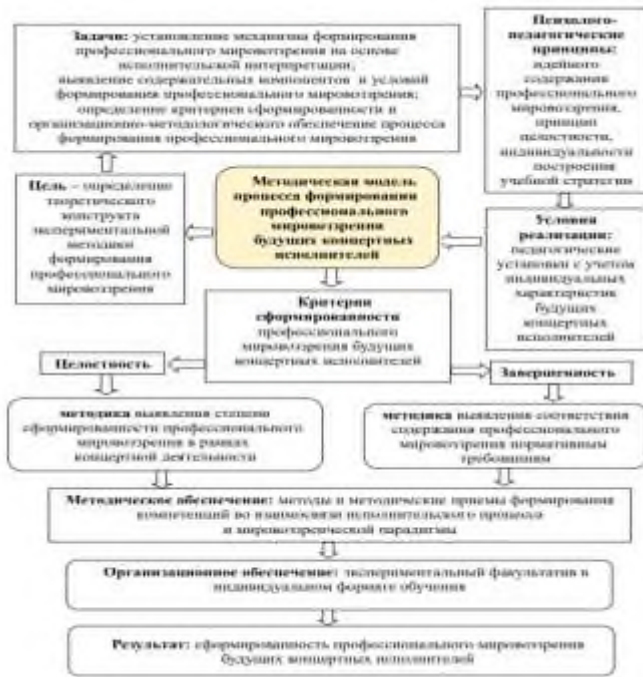 Задачи: установление механизма формирования
профессионального мировоззрения на основе
исполнительской интерпретации;
выявление содержательных компонентов и условий
формирования профессионального мировоззрения;
определение критериев сформированности и
организационно-методологического обеспечение процесса
формирования профессионального мировоззрения
Психолого-
педагогические
принципы:
идейного
содержания
профессионального
мировоззрения,
принцип
целостности,
индивидуальности
построения
учебной стратегии
Цель – определение
теоретического
конструкта
экспериментальной
методики
формирования
профессионального
мировоззрения
Методическая модель
процесса формирования
профессионального
мировоззрения
будущих концертных
исполнителей
Условия
реализации:
педагогические
установки с учетом
индивидуальных
характеристик
будущих
концертных
исполнителей
Критерии
сформированности
профессионального
мировоззрения будущих
концертных исполнителей
Целостность
Завершенность
методика выявления степени
сформированности профессионального
мировоззрения в рамках
концертной деятельности
методика выявления соответствия
содержания профессионального
мировоззрения нормативным
требованиям
Методическое обеспечение: методы и методические приемы формирования
компетенций во взаимосвязи исполнительского процесса
и мировоззренческой парадигмы
Организационное обеспечение: экспериментальный факультатив в
индивидуальном формате обучения
Результат: сформированность профессионального мировоззрения
будущих концертных исполнителей